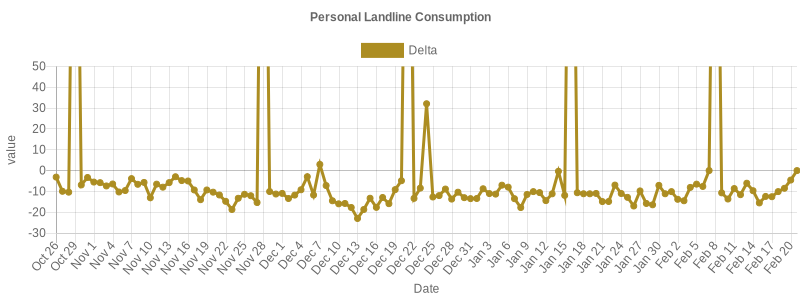 Personal Landline Consumption
Delta
value
50
40
30
20
10
0
-10
-20
-30
Oct 26
Oct 29
Nov 1
Nov 4
Nov 7
Nov 10
Nov 13
Nov 16
Nov 19
Nov 22
Nov 25
Nov 28
Dec 1
Dec 4
Dec 7
Dec 10
Dec 13
Dec 16
Dec 19
Dec 22
Dec 25
Dec 28
Dec 31
Jan 3
Jan 6
Jan 9
Jan 12
Jan 15
Jan 18
Jan 21
Jan 24
Jan 27
Jan 30
Feb 2
Feb 5
Feb 8
Feb 11
Feb 14
Feb 17
Feb 20
Date